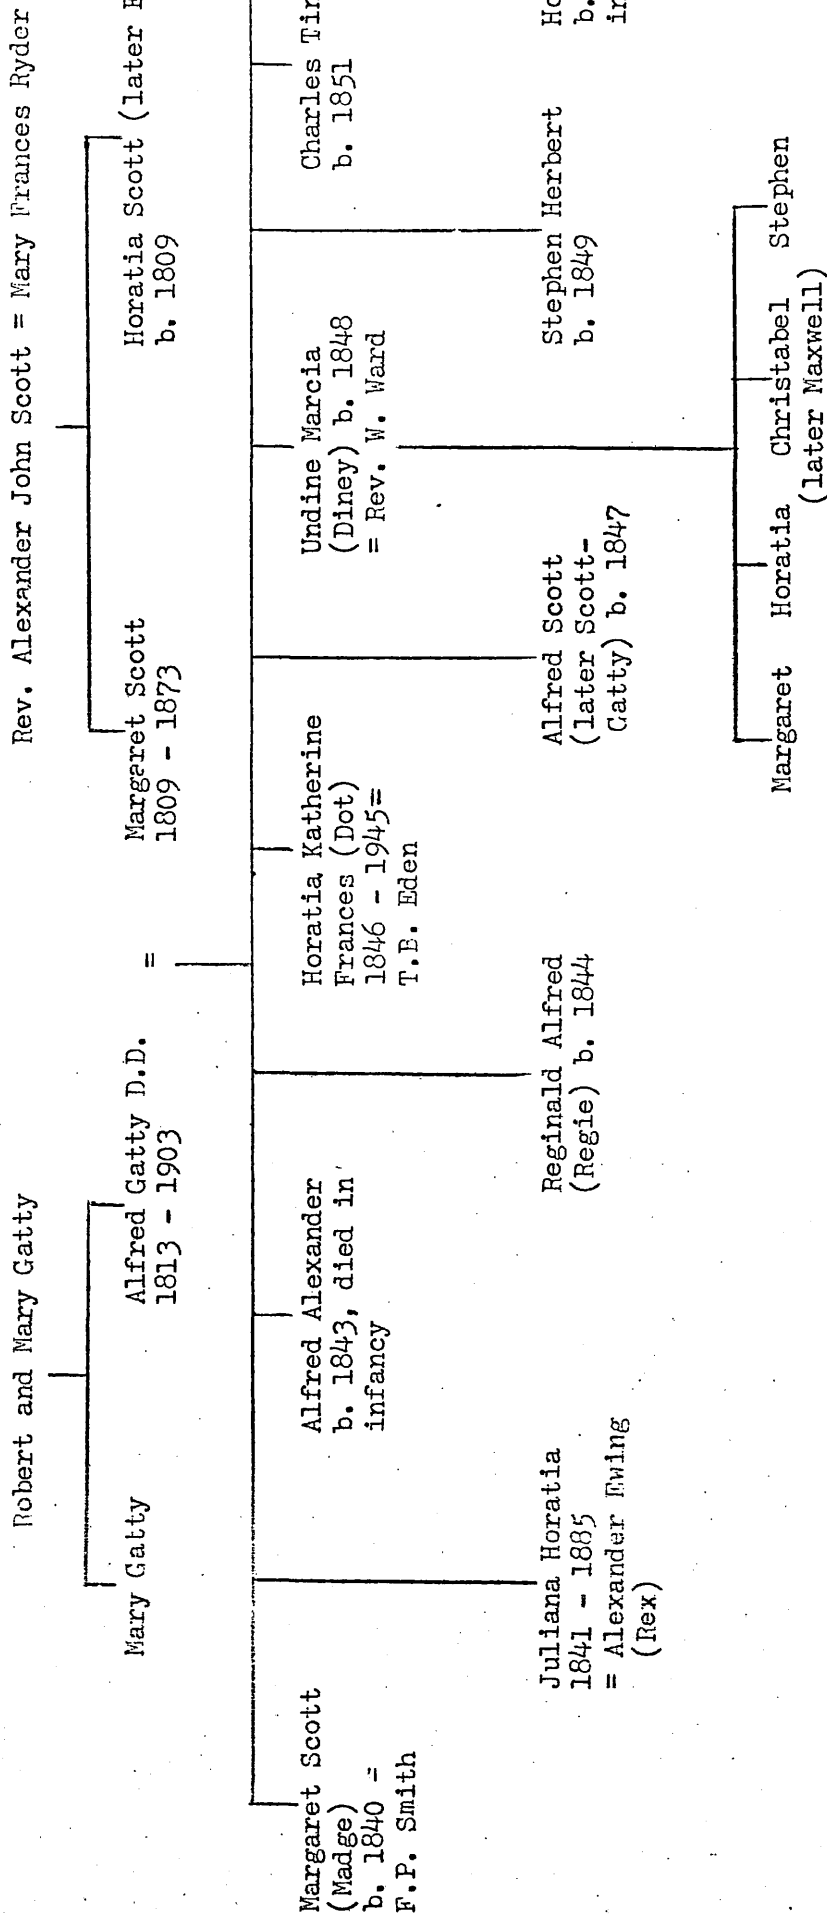 Robert and Mary Gatty
Rev. Alexander John Scott = Mary Frances Ryder
Mary Gatty
Alfred Gatty D.D.
1813 - 1903
=
Margaret Scott
1809 - 1873
Horatia Scott (later
b. 1809
Margaret Scott
(Madge)
b. 1840 =
F.P. Smith
Alfred Alexander
b. 1843, died in
infancy
Horatia Katherine
Frances (Dot)
1846 - 1945=
T.B. Eden
Undine Marcia
(Diney) b. 1848
= Rev. W. Ward
Charles
b. 1851
Juliana Horatia
1841 - 1885
= Alexander Ewing
(Rex)
Reginald Alfred
(Regie) b. 1844
Alfred Scott
(later Scott-
Gatty) b. 1847
Stephen Herbert
b. 1849
b.
Margaret Horatia Christabel Stephen
(later Maxwell)